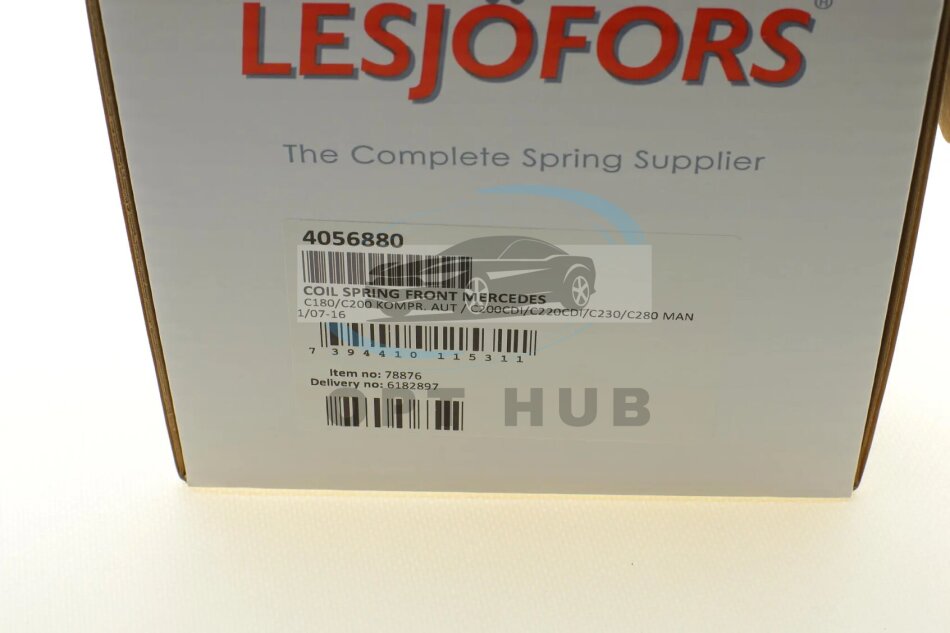 LESJÖFORS®
The Complete Spring Supplier
4056880
COIL SPRING FRONT MERCEDES
C180/C200 KOMPR. AUT / C200CDI/C220CDI/C230/C280 MAN
1/07-16
7 394410 115311
Item no: 78876
Delivery no: 6182897
OPT HUB